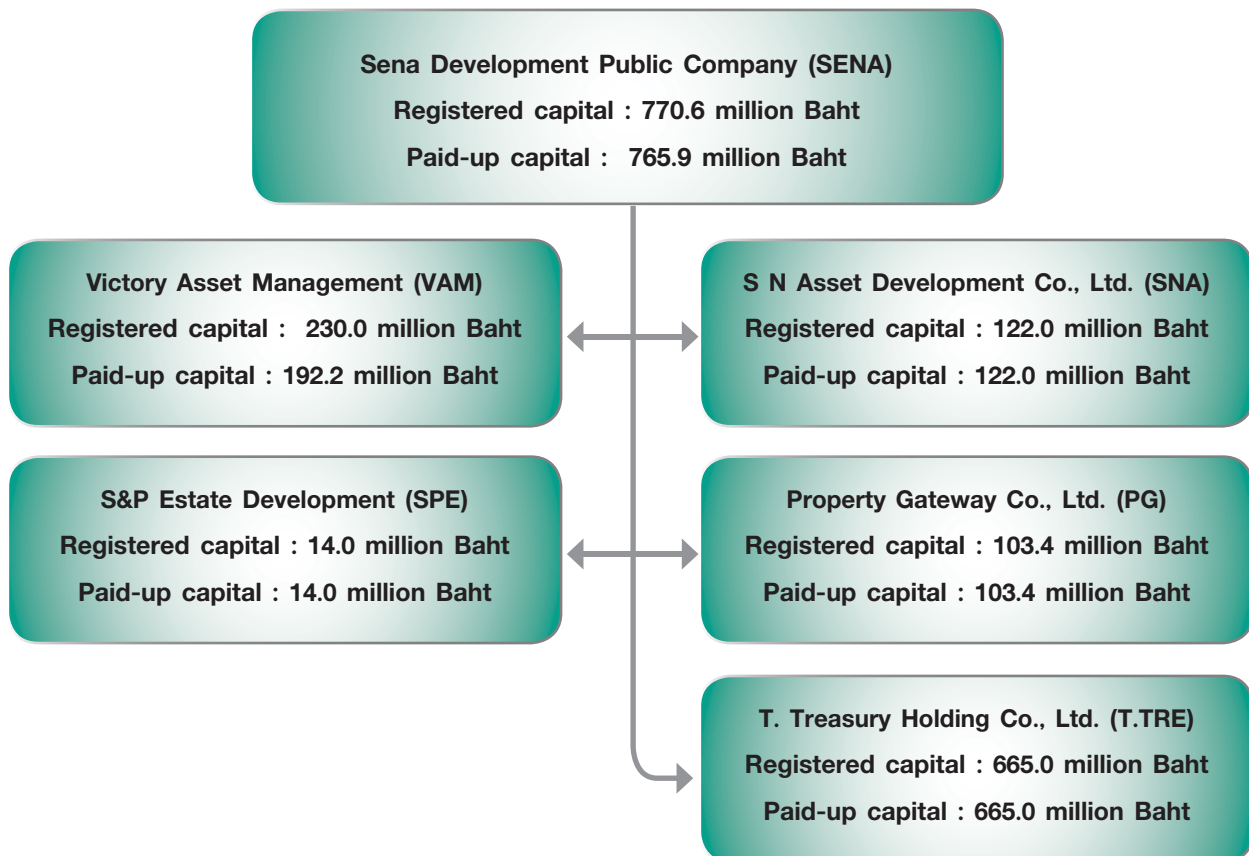 Sena Development Public Company (SENA)
Registered capital : 770.6 million Baht
Paid-up capital : 765.9 million Baht
Victory Asset Management (VAM)
Registered capital : 230.0 million Baht
Paid-up capital : 192.2 million Baht
S N Asset Development Co., Ltd. (SNA)
Registered capital : 122.0 million Baht
Paid-up capital : 122.0 million Baht
S&P Estate Development (SPE)
Registered capital : 14.0 million Baht
Paid-up capital : 14.0 million Baht
Property Gateway Co., Ltd. (PG)
Registered capital : 103.4 million Baht
Paid-up capital : 103.4 million Baht
T. Treasury Holding Co., Ltd. (T.TRE)
Registered capital : 665.0 million Baht
Paid-up capital : 665.0 million Baht